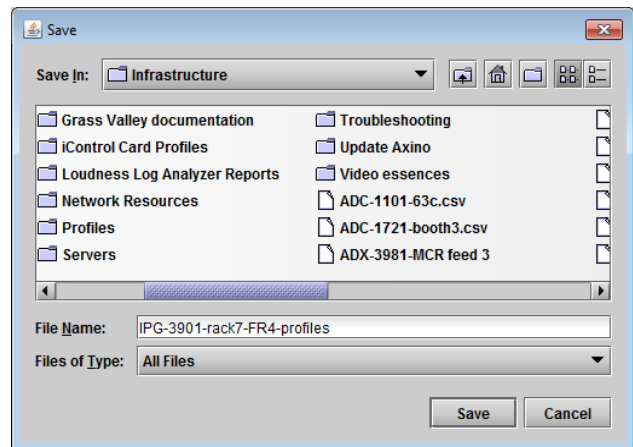 Save
Save In: Infrastructure
Grass Valley documentation
iControl Card Profiles
Loudness Log Analyzer Reports
Network Resources
Profiles
Servers
Troubleshooting
Update Axino
Video essences
ADC-1101-63c.csv
ADC-1721-booth3.csv
ADX-3981-MCR feed 3
File Name: IPG-3901-rack7-FR4-profiles
Files of Type: All Files
Save Cancel